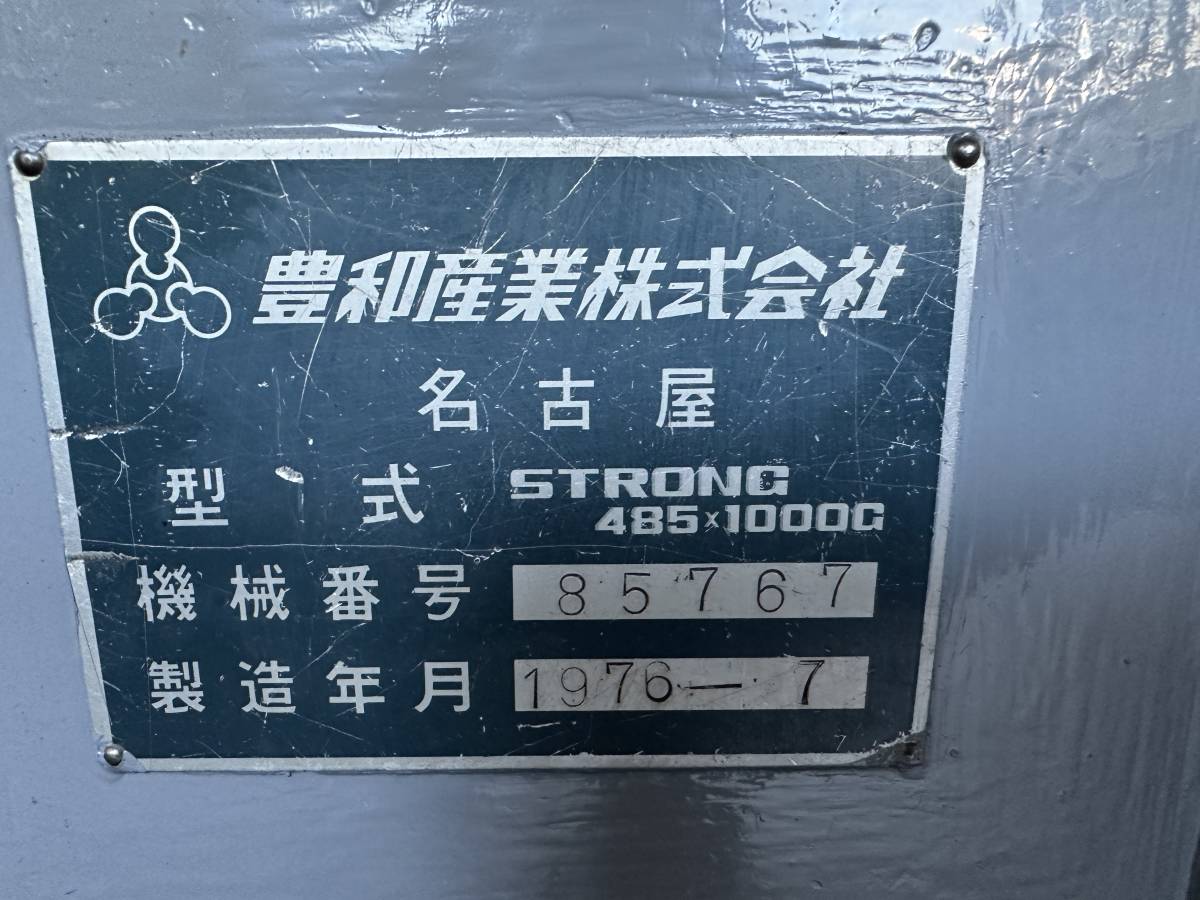 豊和産業株式会社
名古屋
型式 STRONG
485×1000G
機械番号 85767
製造年月 1976-7